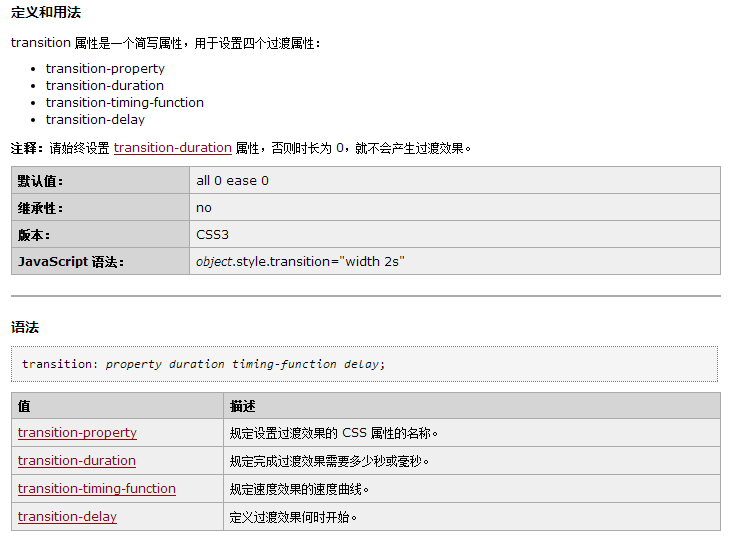 定义和用法
transition 属性是一个简写属性，用于设置四个过渡属性：
• transition-property
• transition-duration
• transition-timing-function
• transition-delay
注释：请始终设置 transition-duration 属性，否则时长为 0，就不会产生过渡效果。
默认值： all 0 ease 0
继承性： no
版本： CSS3
JavaScript 语法： object.style.transition="width 2s"
语法
transition: property duration timing-function delay;
值 描述
transition-property 规定设置过渡效果的 CSS 属性的名称。
transition-duration 规定完成过渡效果需要多少秒或毫秒。
transition-timing-function 规定速度效果的速度曲线。
transition-delay 定义过渡效果何时开始。